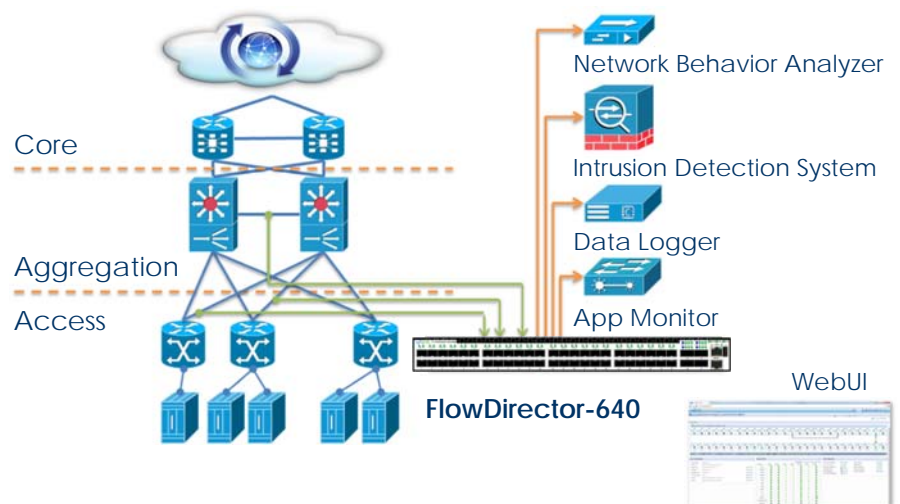 Core
Aggregation
Access
Network Behavior Analyzer
Intrusion Detection System
Data Logger
App Monitor
FlowDirector-640
WebUI